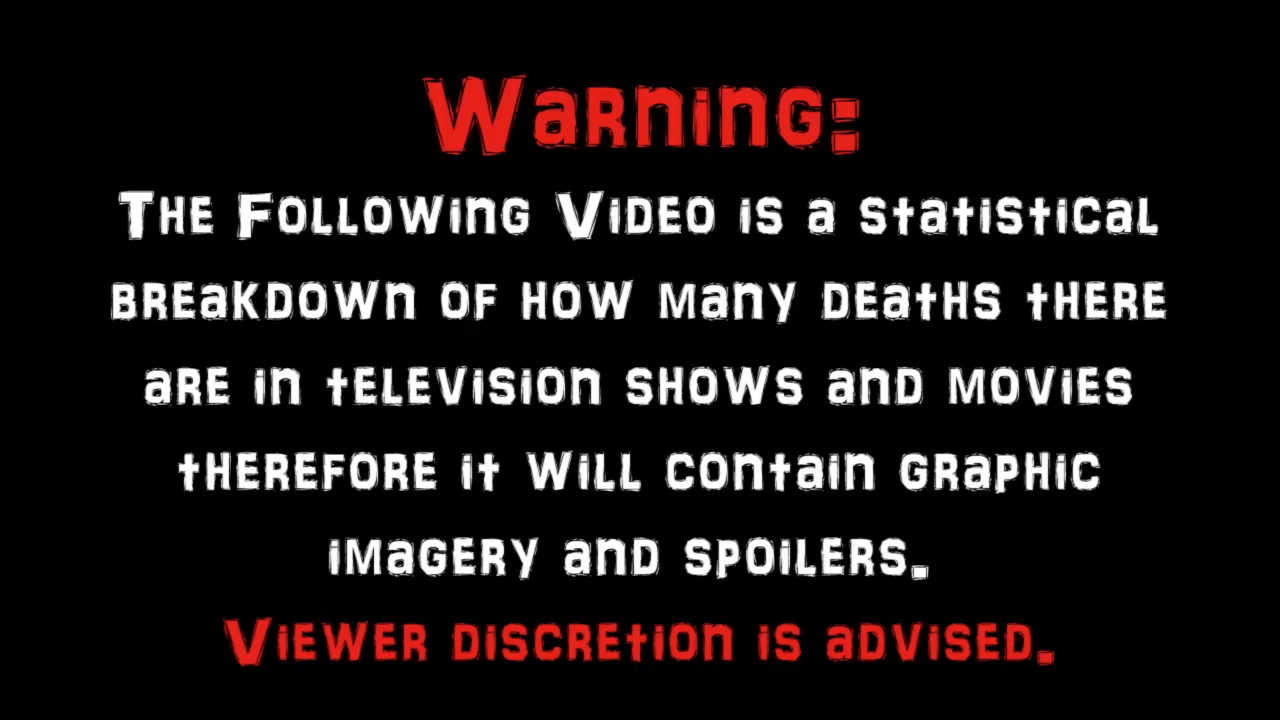 Warning:
The Following Video is a statistical
breakdown of how many deaths there
are in television shows and movies
therefore it will contain graphic
imagery and spoilers.
Viewer discretion is advised.